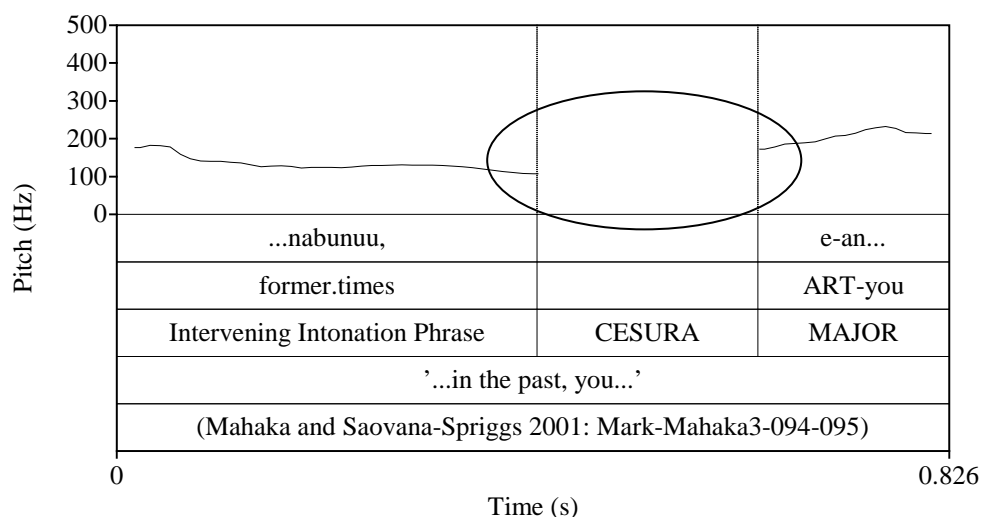 500
400
300
200
100
0
Pitch (Hz)
...nabunuu, e-an...
former.times ART-you
Intervening Intonation Phrase CESURA MAJOR
’...in the past, you...’
(Mahaka and Saovana-Spriggs 2001: Mark-Mahaka3-094-095)
0 0.826
Time (s)